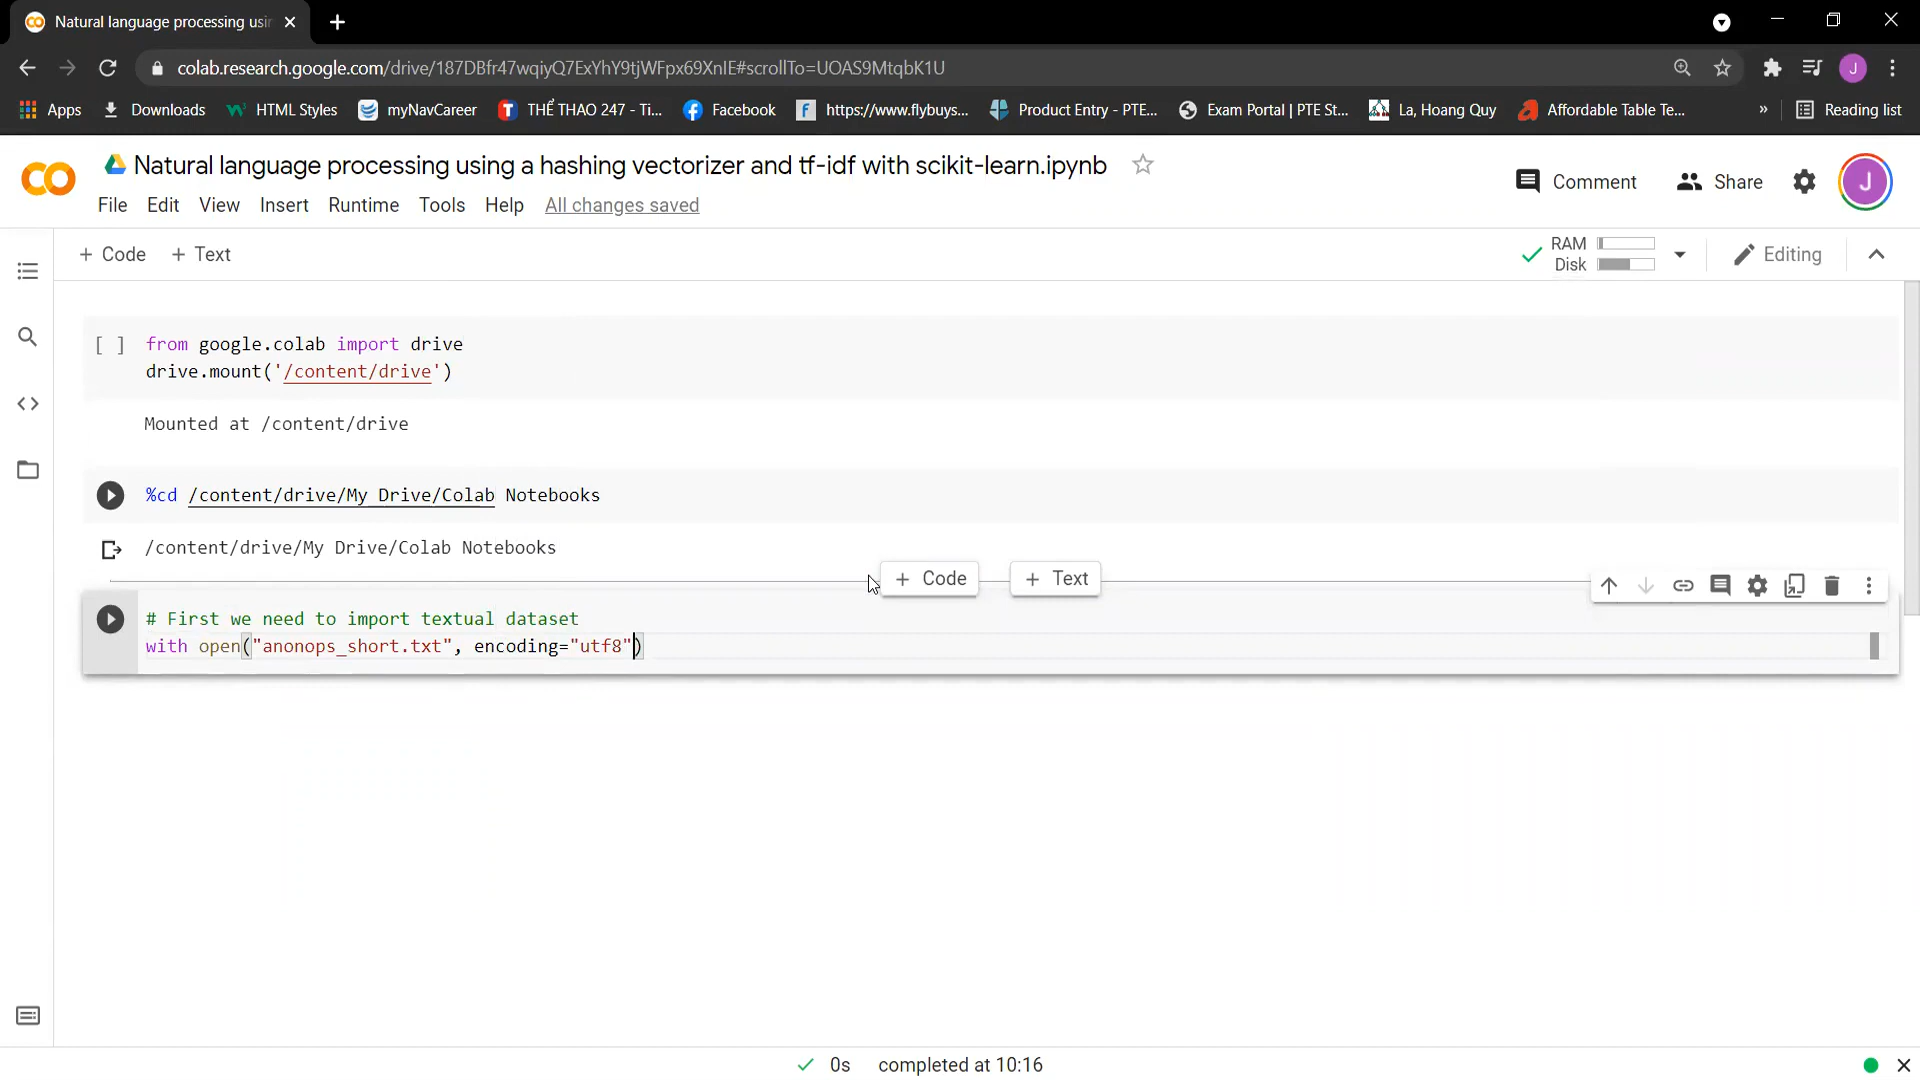 Natural language processing usin
colab.research.google.com/drive/187DBfr47wqiyQ7ExYhY9tjWFpx69XnIE#scrollTo=UOAS9MtqbK1U
J
Apps
Downloads
HTML Styles
myNavCareer
THỂ THAO 247 - Ti...
Facebook
https://www.flybuys...
Product Entry - PTE...
Exam Portal | PTE St...
La, Hoang Quy
Affordable Table Te...
»
Reading list
Natural language processing using a hashing vectorizer and tf-idf with scikit-learn.ipynb
Comment
Share
J
File Edit View Insert Runtime Tools Help All changes saved
+ Code + Text
RAM
Disk
Editing
[ ] from google.colab import drive
drive.mount('/content/drive')
Mounted at /content/drive
%cd /content/drive/My Drive/Colab Notebooks
/content/drive/My Drive/Colab Notebooks
+ Code + Text
# First we need to import textual dataset
with open("anonops_short.txt", encoding="utf8")
0s completed at 10:16